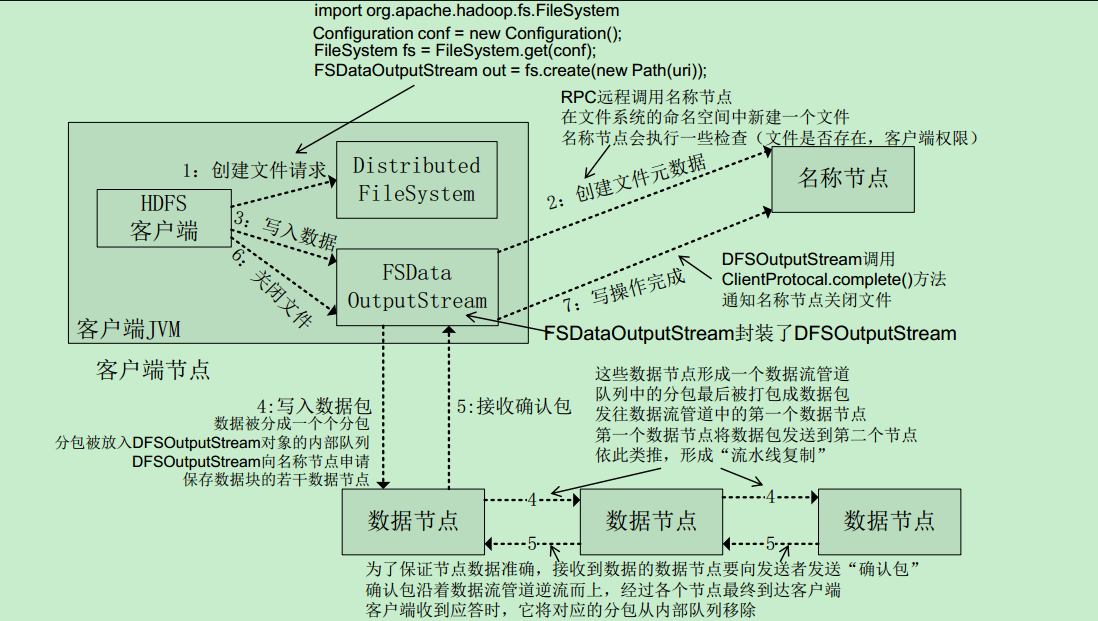 import org.apache.hadoop.fs.FileSystem
Configuration conf = new Configuration();
FileSystem fs = FileSystem.get(conf);
FSDataOutputStream out = fs.create(new Path(uri));
RPC远程调用名称节点
在文件系统的命名空间中新建一个文件
名称节点会执行一些检查（文件是否存在，客户端权限）
1：创建文件请求
Distributed
FileSystem
2：创建文件元数据
名称节点
HDFS
客户端
3：写入数据
6：关闭文件
FSData
OutputStream
7：写操作完成
DFSOutputStream调用
ClientProtocal.complete()方法
通知名称节点关闭文件
客户端JVM
FSDataOutputStream封装了DFSOutputStream
客户端节点
这些数据节点形成一个数据流管道
队列中的分包最后被打包成数据包
发往数据流管道中的第一个数据节点
第一个数据节点将数据包发送到第二个节点
依此类推，形成“流水线复制”
4:写入数据包
数据被分成一个个分包
分包被放入DFSOutputStream对象的内部队列
DFSOutputStream向名称节点申请
保存数据块的若干数据节点
5:接收确认包
数据节点
4
数据节点
4
数据节点
5
5
为了保证节点数据准确，接收到数据的数据节点要向发送者发送“确认包”
确认包沿着数据流管道逆流而上，经过各个节点最终到达客户端
客户端收到应答时，它将对应的分包从内部队列移除